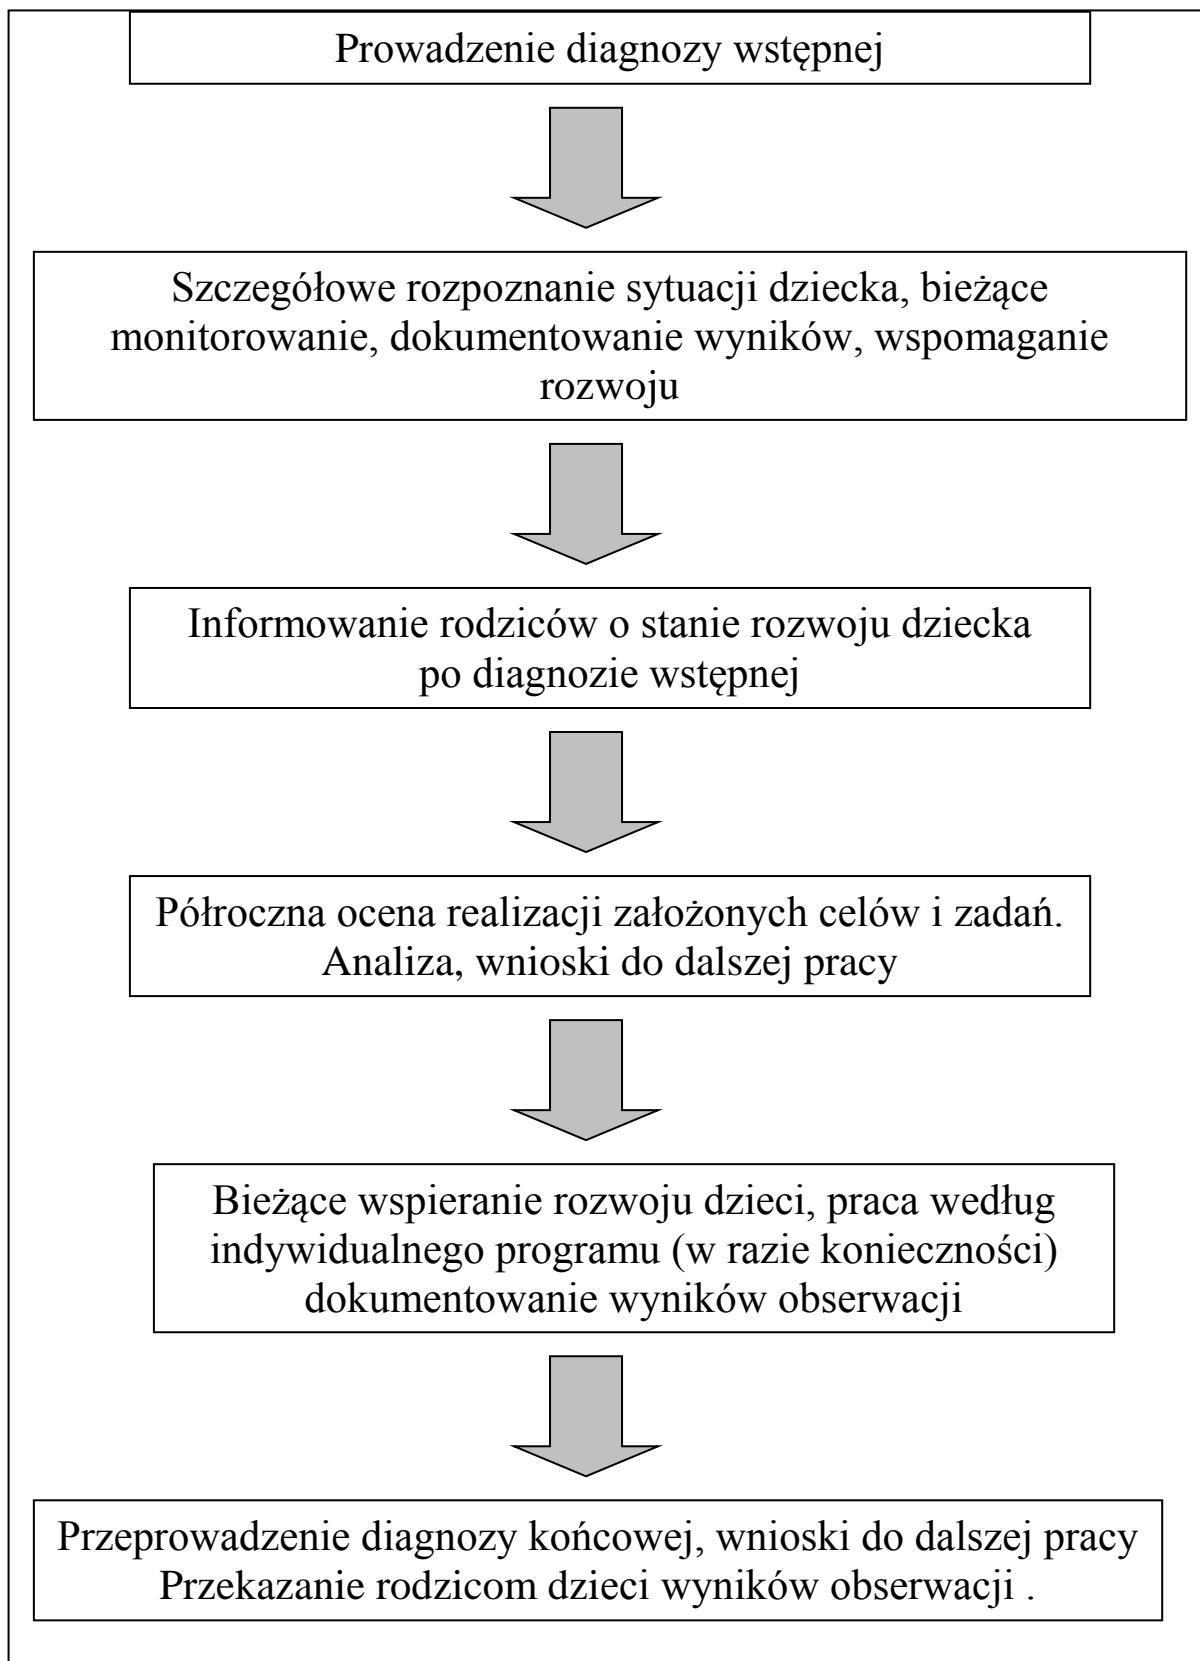 Prowadzenie diagnozy wstępnej
Szczegółowe rozpoznanie sytuacji dziecka, bieżące
monitorowanie, dokumentowanie wyników, wspomaganie
rozwoju
Informowanie rodziców o stanie rozwoju dziecka
po diagnozie wstępnej
Półroczna ocena realizacji założonych celów i zadań.
Analiza, wnioski do dalszej pracy
Bieżące wspieranie rozwoju dzieci, praca według
indywidualnego programu (w razie konieczności)
dokumentowanie wyników obserwacji
Przeprowadzenie diagnozy końcowej, wnioski do dalszej pracy
Przekazanie rodzicom dzieci wyników obserwacji .